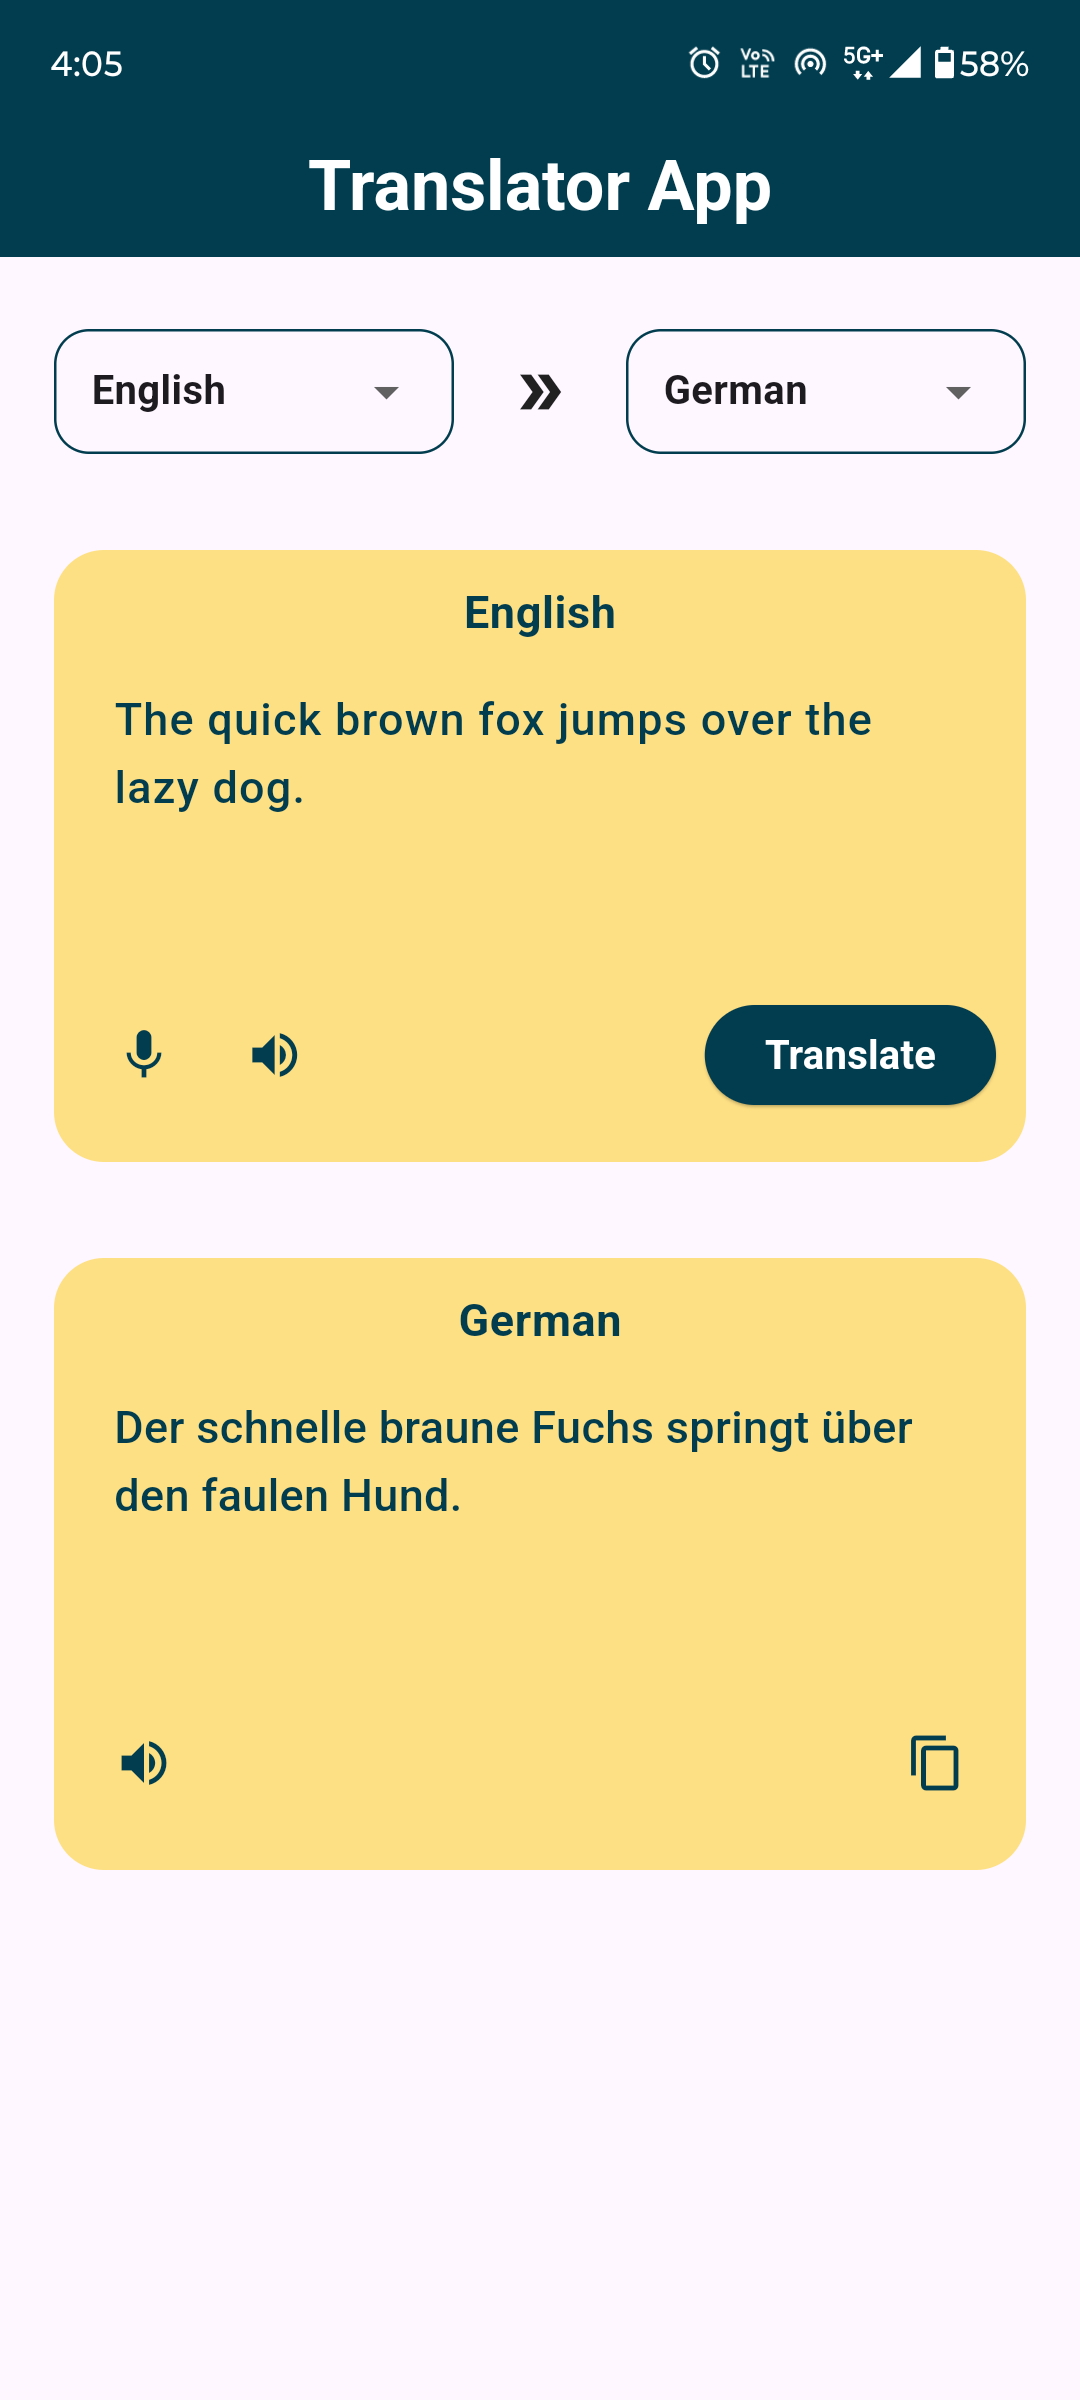 4:05 Vo LTE 5G+ 58%
Translator App
English German
English
The quick brown fox jumps over the
lazy dog.
Translate
German
Der schnelle braune Fuchs springt über
den faulen Hund.